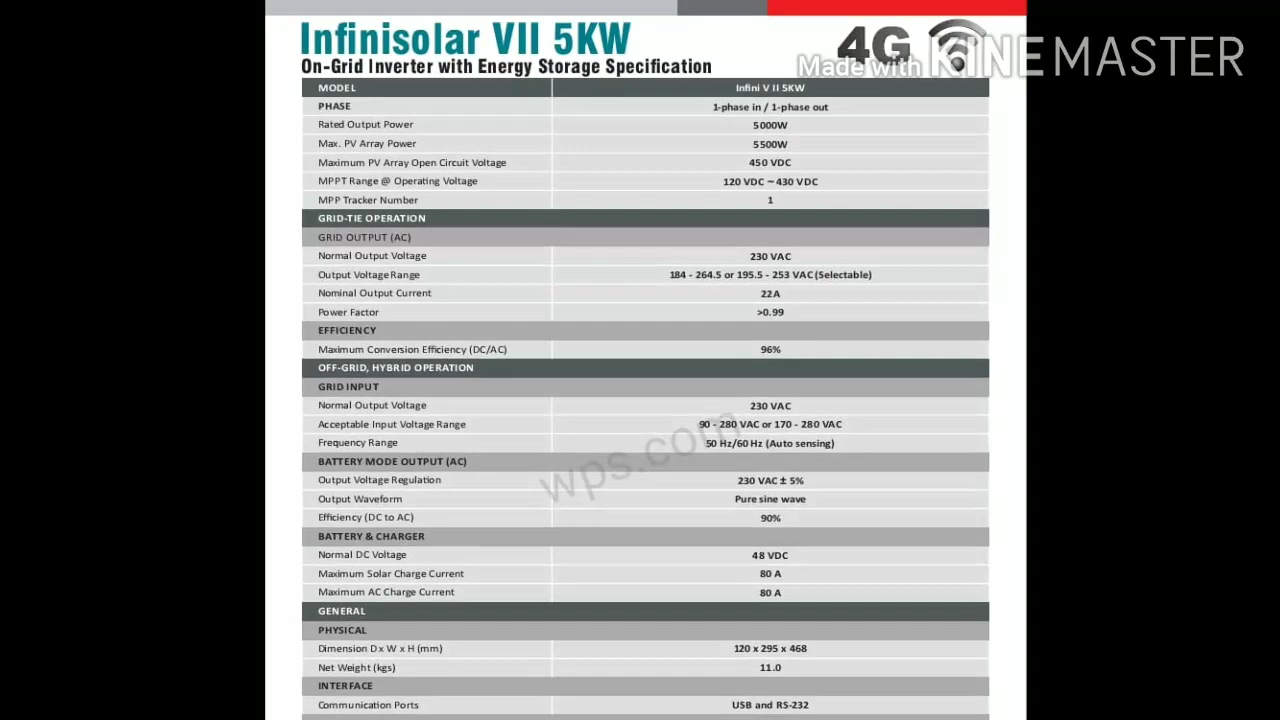 Infinisolar VII 5KW
4G
Made with KINEMASTER
On-Grid Inverter with Energy Storage Specification
MODEL Infini V II 5KW
PHASE 1-phase in / 1-phase out
Rated Output Power 5000W
Max. PV Array Power 5500W
Maximum PV Array Open Circuit Voltage 450 VDC
MPPT Range @ Operating Voltage 120 VDC ~ 430 VDC
MPP Tracker Number 1
GRID-TIE OPERATION
GRID OUTPUT (AC)
Normal Output Voltage 230 VAC
Output Voltage Range 184 - 264.5 or 195.5 - 253 VAC (Selectable)
Nominal Output Current 22A
Power Factor >0.99
EFFICIENCY
Maximum Conversion Efficiency (DC/AC) 96%
OFF-GRID, HYBRID OPERATION
GRID INPUT
Normal Output Voltage 230 VAC
Acceptable Input Voltage Range 90 - 280 VAC or 170 - 280 VAC
Frequency Range 50 Hz/60 Hz (Auto sensing)
wps.com
BATTERY MODE OUTPUT (AC)
Output Voltage Regulation 230 VAC ± 5%
Output Waveform Pure sine wave
Efficiency (DC to AC) 90%
BATTERY & CHARGER
Normal DC Voltage 48 VDC
Maximum Solar Charge Current 80 A
Maximum AC Charge Current 80 A
GENERAL
PHYSICAL
Dimension D x W x H (mm) 120 x 295 x 468
Net Weight (kgs) 11.0
INTERFACE
Communication Ports USB and RS-232